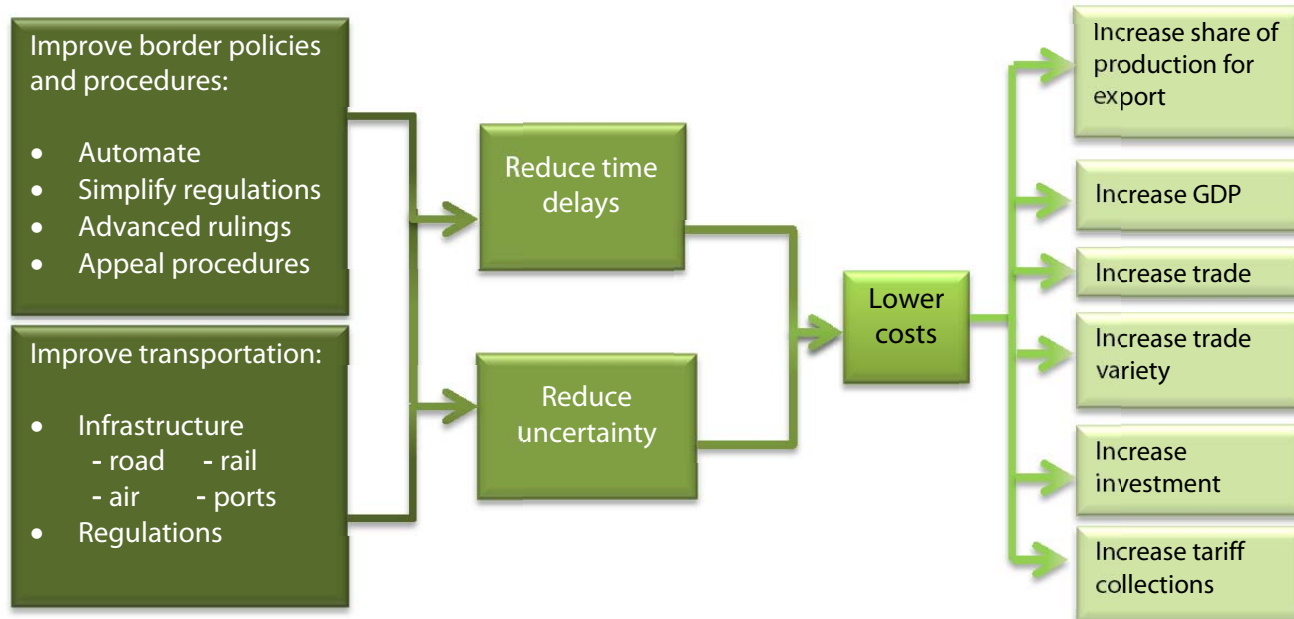 Improve border policies
and procedures:
• Automate
• Simplify regulations
• Advanced rulings
• Appeal procedures
Improve transportation:
• Infrastructure
- road - rail
- air - ports
• Regulations
Reduce time
delays
Reduce
uncertainty
Lower
costs
Increase share of
production for
export
Increase GDP
Increase trade
Increase trade
variety
Increase
investment
Increase tariff
collections